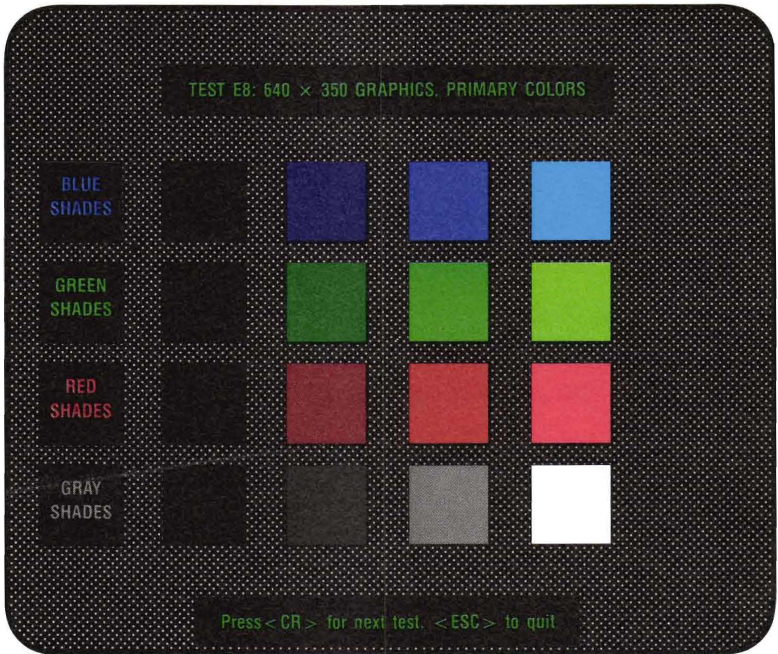 TEST E8: 640 × 350 GRAPHICS. PRIMARY COLORS
BLUE
SHADES
GREEN
SHADES
RED
SHADES
GRAY
SHADES
Press < CR > for next test. < ESC > to quit